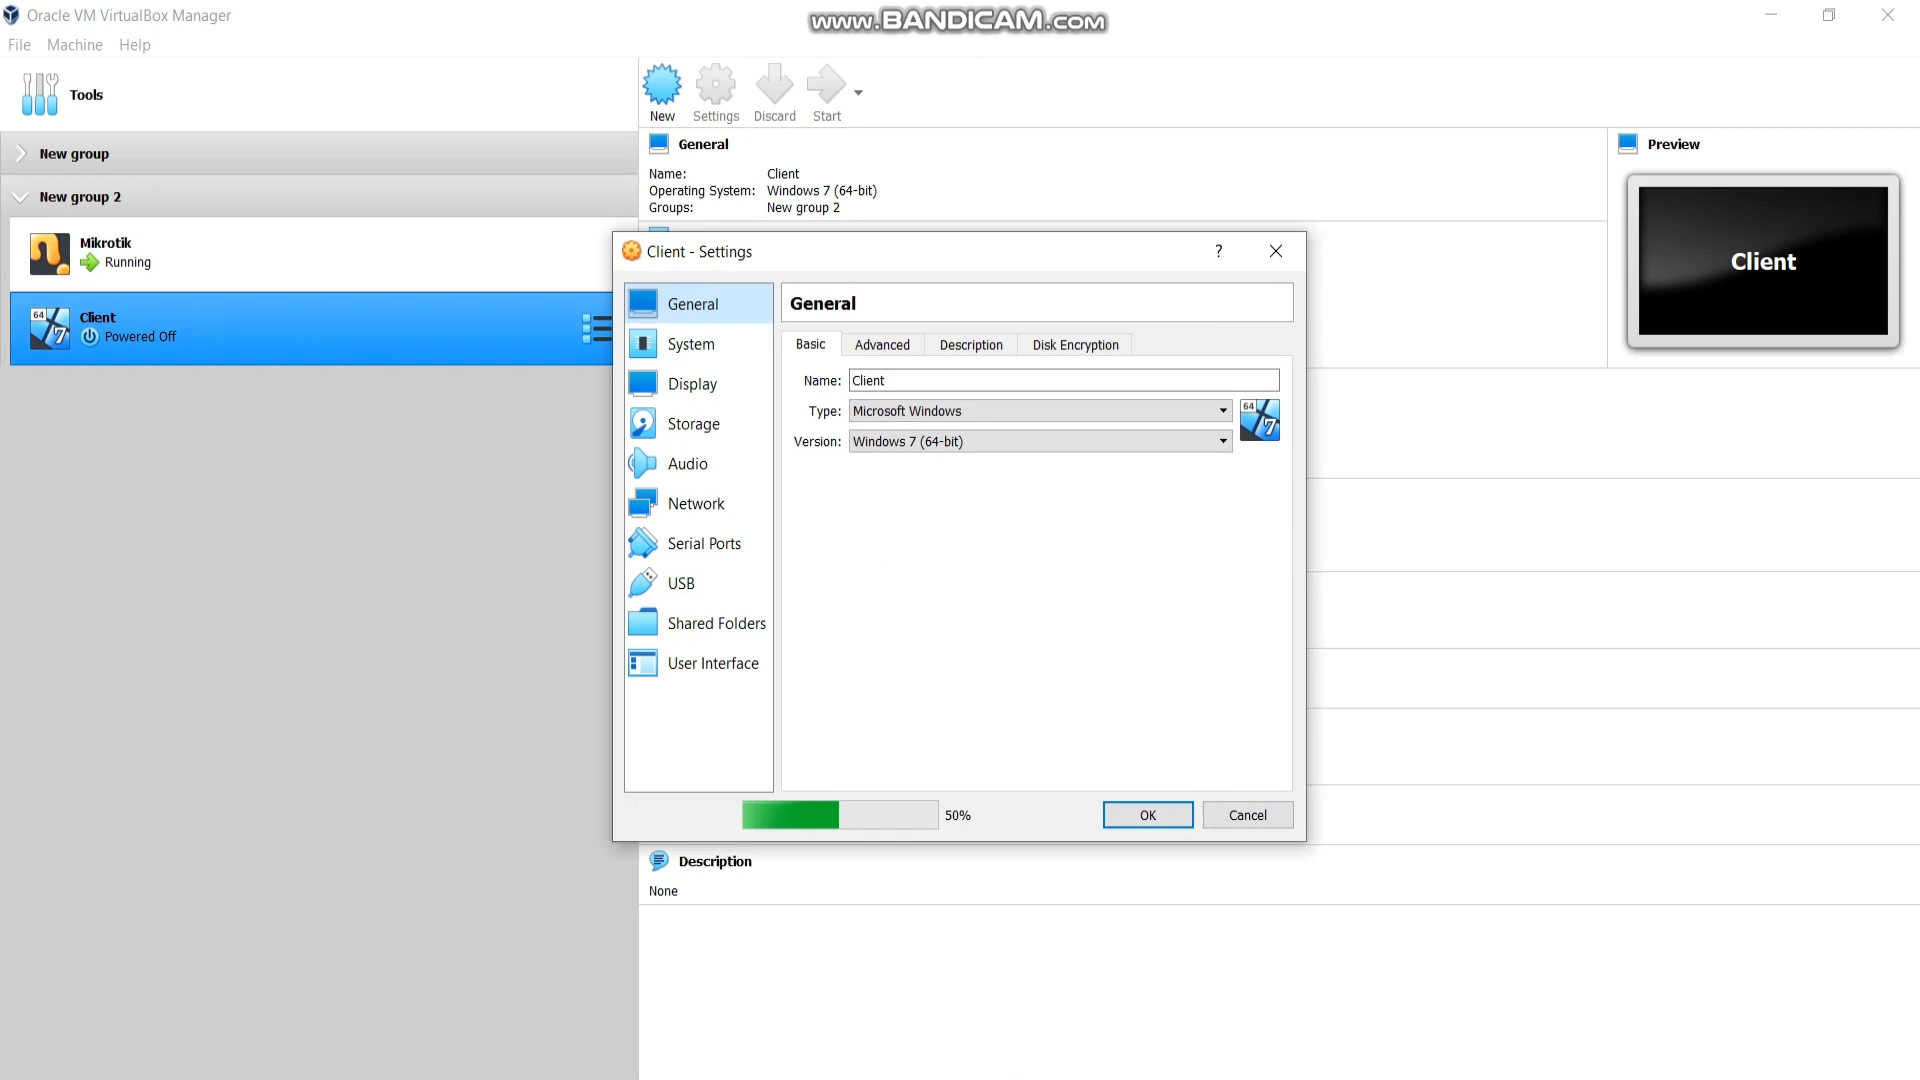 Oracle VM VirtualBox Manager
www.BANDICAM.com
File Machine Help
Tools
New Settings Discard Start
New group
New group 2
Mikrotik
Running
64 7 Client
Powered Off
General
Name: Client
Operating System: Windows 7 (64-bit)
Groups: New group 2
Preview
Client
Client - Settings
?
General
System
Display
Storage
Audio
Network
Serial Ports
USB
Shared Folders
User Interface
General
Basic Advanced Description Disk Encryption
Name: Client
Type: Microsoft Windows
64 7
Version: Windows 7 (64-bit)
50% OK Cancel
Description
None